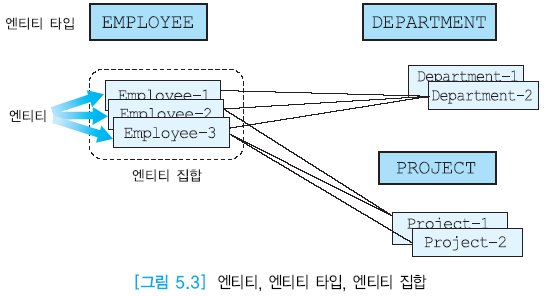 엔티티 타입
EMPLOYEE
DEPARTMENT
Employee-1
Employee-2
Employee-3
Department-1
Department-2
엔티티
엔티티 집합
PROJECT
Project-1
Project-2
[그림 5.3] 엔티티, 엔티티 타입, 엔티티 집합